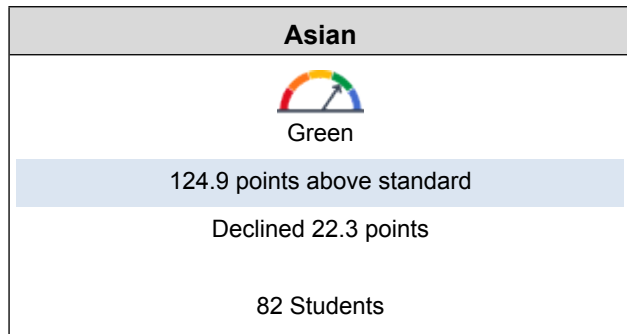 Asian
Green
124.9 points above standard
Declined 22.3 points
82 Students